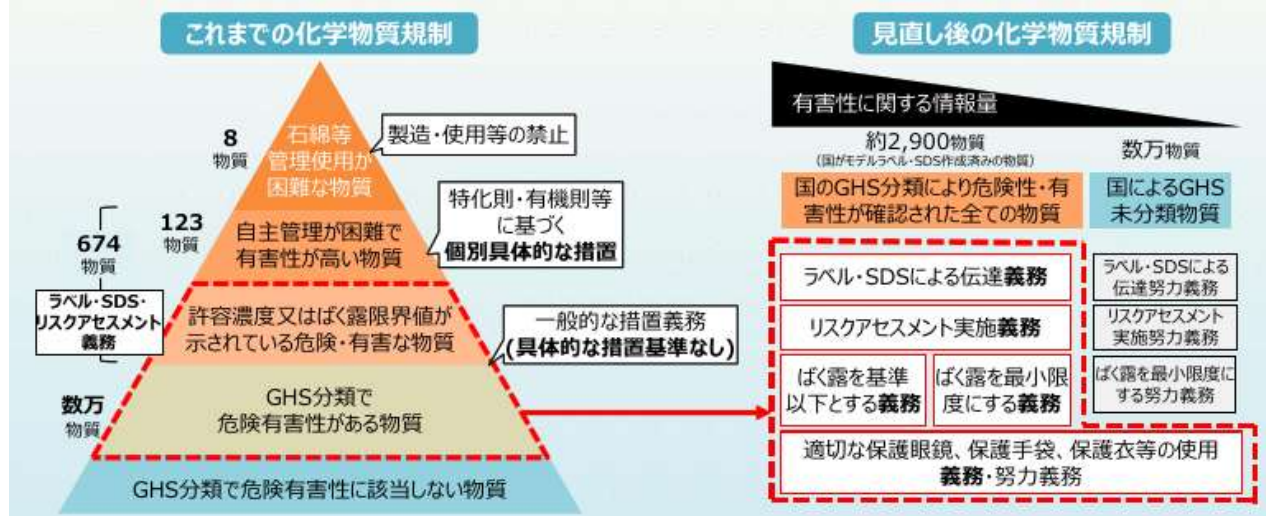 これまでの化学物質規制
8
物質
石綿等
管理使用が
困難な物質
製造・使用等の禁止
123
物質
自主管理が困難で
有害性が高い物質
特化則・有機則等
に基づく
個別具体的な措置
674
物質
ラベル・SDS・
リスクアセスメント
義務
許容濃度又はばく露限界値が
示されている危険・有害な物質
一般的な措置義務
(具体的な措置基準なし)
数万
物質
GHS分類で
危険有害性がある物質
GHS分類で危険有害性に該当しない物質
見直し後の化学物質規制
有害性に関する情報量
約2,900物質
(国がモデルラベル・SDS作成済みの物質)
数万物質
国のGHS分類により危険性・有
害性が確認された全ての物質
国によるGHS
未分類物質
ラベル・SDSによる伝達義務
ラベル・SDSによる
伝達努力義務
リスクアセスメント実施義務
リスクアセスメント
実施努力義務
ばく露を基準
以下とする義務
ばく露を最小限
度にする義務
ばく露を最小限度に
する努力義務
適切な保護眼鏡、保護手袋、保護衣等の使用
義務・努力義務